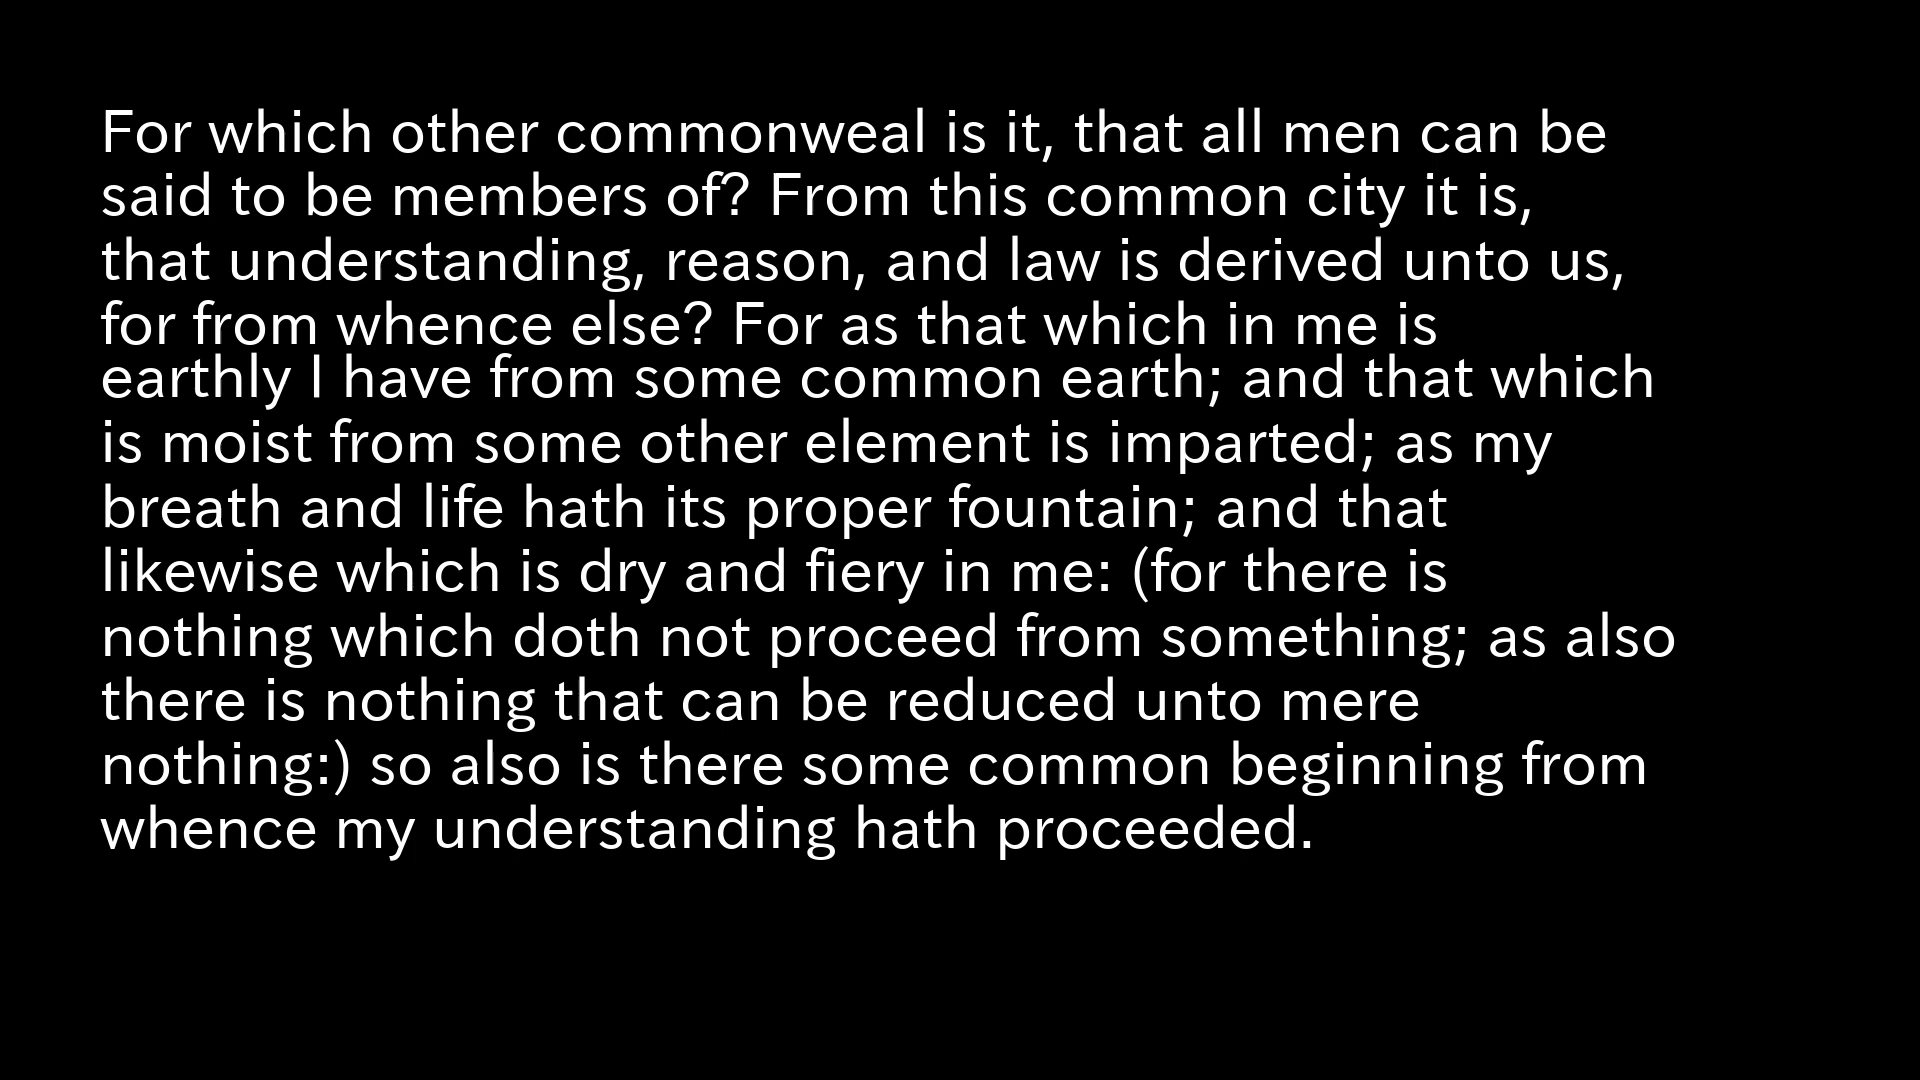 For which other commonweal is it, that all men can be
said to be members of? From this common city it is,
that understanding, reason, and law is derived unto us,
for from whence else? For as that which in me is
earthly I have from some common earth; and that which
is moist from some other element is imparted; as my
breath and life hath its proper fountain; and that
likewise which is dry and fiery in me: (for there is
nothing which doth not proceed from something; as also
there is nothing that can be reduced unto mere
nothing:) so also is there some common beginning from
whence my understanding hath proceeded.